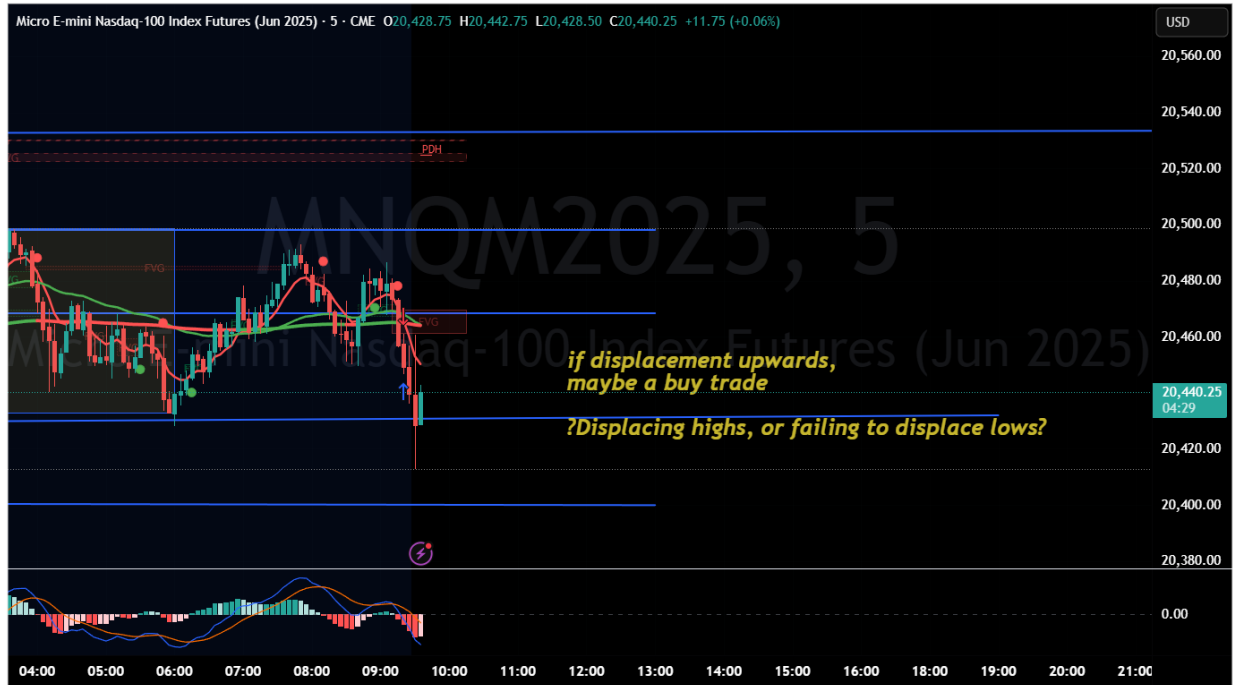 Micro E-mini Nasdaq-100 Index Futures (Jun 2025) · 5 · CME O20,428.75 H20,442.75 L20,428.50 C20,440.25 +11.75 (+0.06%)
USD
20,560.00
20,540.00
PDH
20,520.00
MNQM2025, 5
20,500.00
FVG
20,480.00
FVG
20,460.00
Micro E-mini Nasdaq-100 Index Futures (Jun 2025)
if displacement upwards,
maybe a buy trade
20,440.25
04:29
?Displacing highs, or failing to displace lows?
20,420.00
20,400.00
20,380.00
0.00
04:00 05:00 06:00 07:00 08:00 09:00 10:00 11:00 12:00 13:00 14:00 15:00 16:00 17:00 18:00 19:00 20:00 21:00